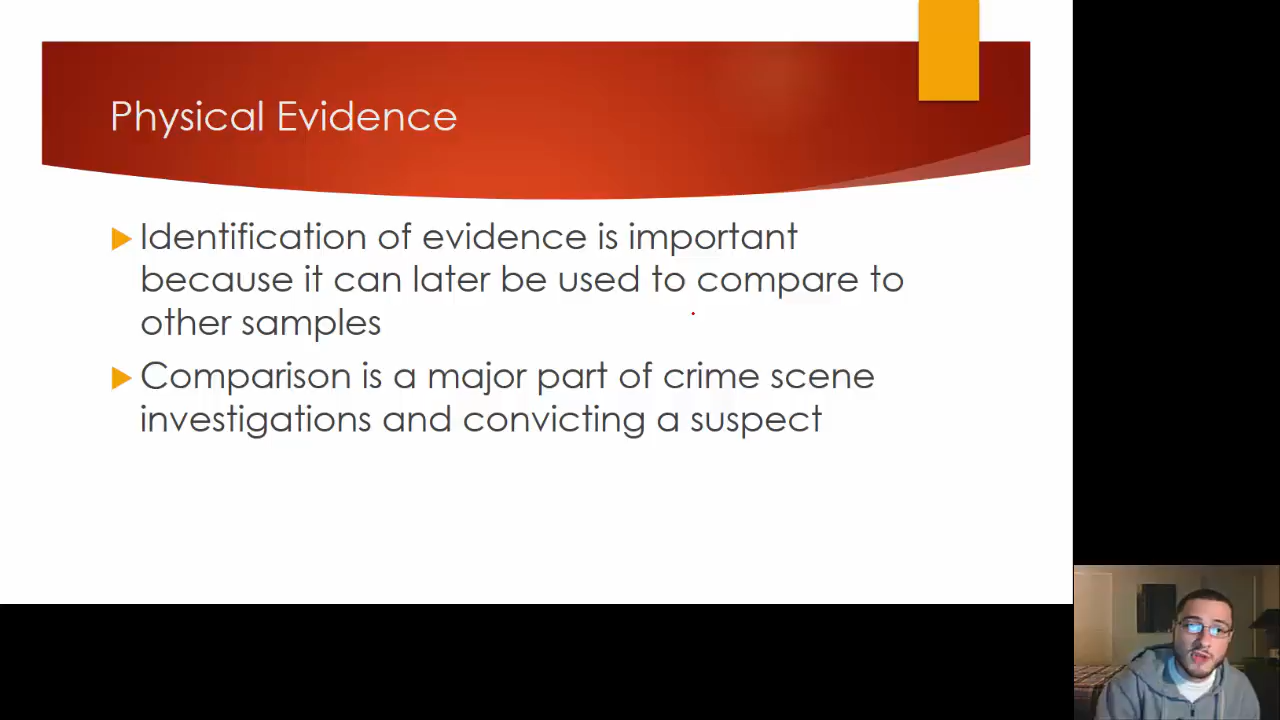 Physical Evidence
Identification of evidence is important
because it can later be used to compare to
other samples
Comparison is a major part of crime scene
investigations and convicting a suspect